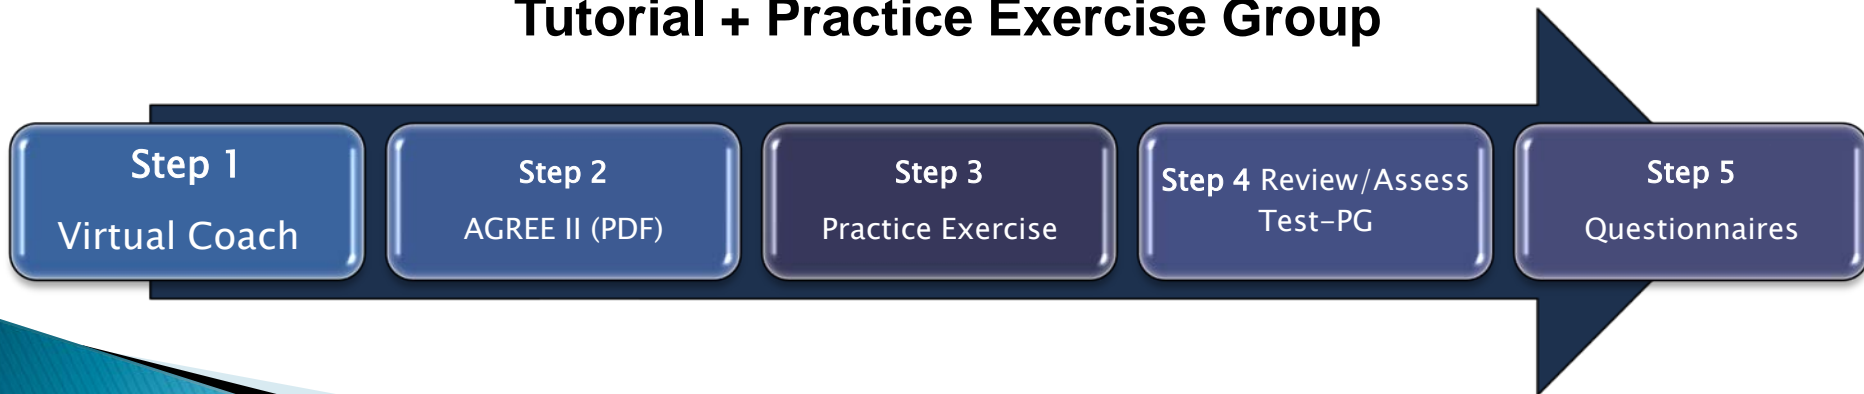 Tutorial + Practice Exercise Group
Step 1
Virtual Coach
Step 2
AGREE II (PDF)
Step 3
Practice Exercise
Step 4 Review/Assess
Test-PG
Step 5
Questionnaires